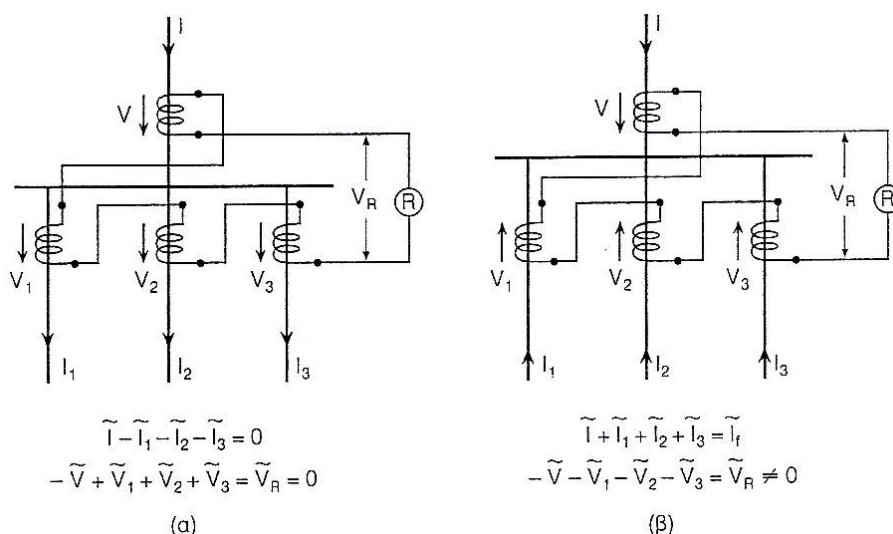 I
V
V_R
R
V_1
V_2
V_3
I_1
I_2
I_3
Ĩ − Ĩ_1 − Ĩ_2 − Ĩ_3 = 0
− Ṽ + Ṽ_1 + Ṽ_2 + Ṽ_3 = Ṽ_R = 0
(α)
I
V
V_R
R
V_1
V_2
V_3
I_1
I_2
I_3
Ĩ + Ĩ_1 + Ĩ_2 + Ĩ_3 = Ĩ_f
− Ṽ − Ṽ_1 − Ṽ_2 − Ṽ_3 = Ṽ_R ≠ 0
(β)